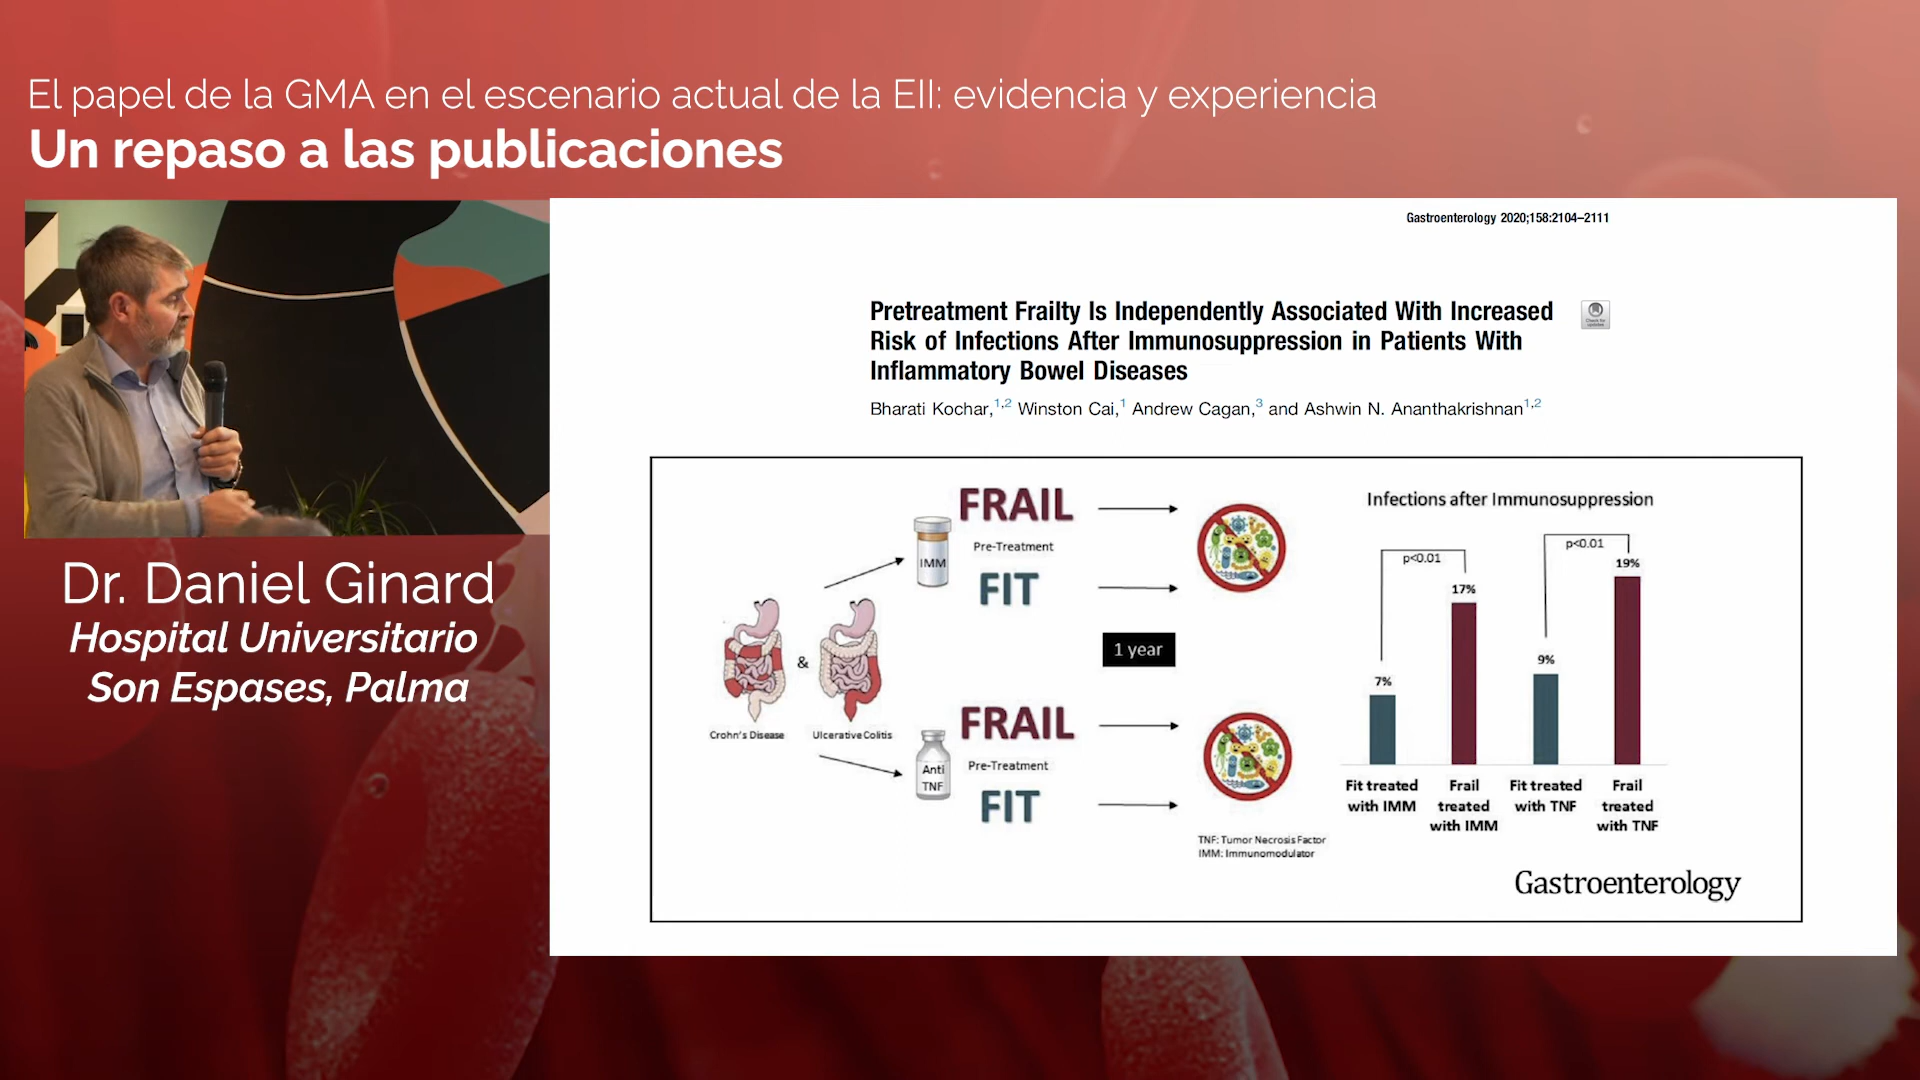 El papel de la GMA en el escenario actual de la EII: evidencia y experiencia
Un repaso a las publicaciones
Dr. Daniel Ginard
Hospital Universitario
Son Espases, Palma
Gastroenterology 2020;158:2104–2111
Pretreatment Frailty Is Independently Associated With Increased
Risk of Infections After Immunosuppression in Patients With
Inflammatory Bowel Diseases
Check for
updates
Bharati Kochar,1,2 Winston Cai,1 Andrew Cagan,3 and Ashwin N. Ananthakrishnan1,2
FRAIL
Pre-Treatment
FIT
IMM
&
Crohn's Disease
Ulcerative Colitis
1 year
FRAIL
Pre-Treatment
FIT
Anti
TNF
TNF: Tumor Necrosis Factor
IMM: Immunomodulator
Infections after Immunosuppression
p<0.01
p<0.01
7%
17%
9%
19%
Fit treated
with IMM
Frail
treated
with IMM
Fit treated
with TNF
Frail
treated
with TNF
Gastroenterology